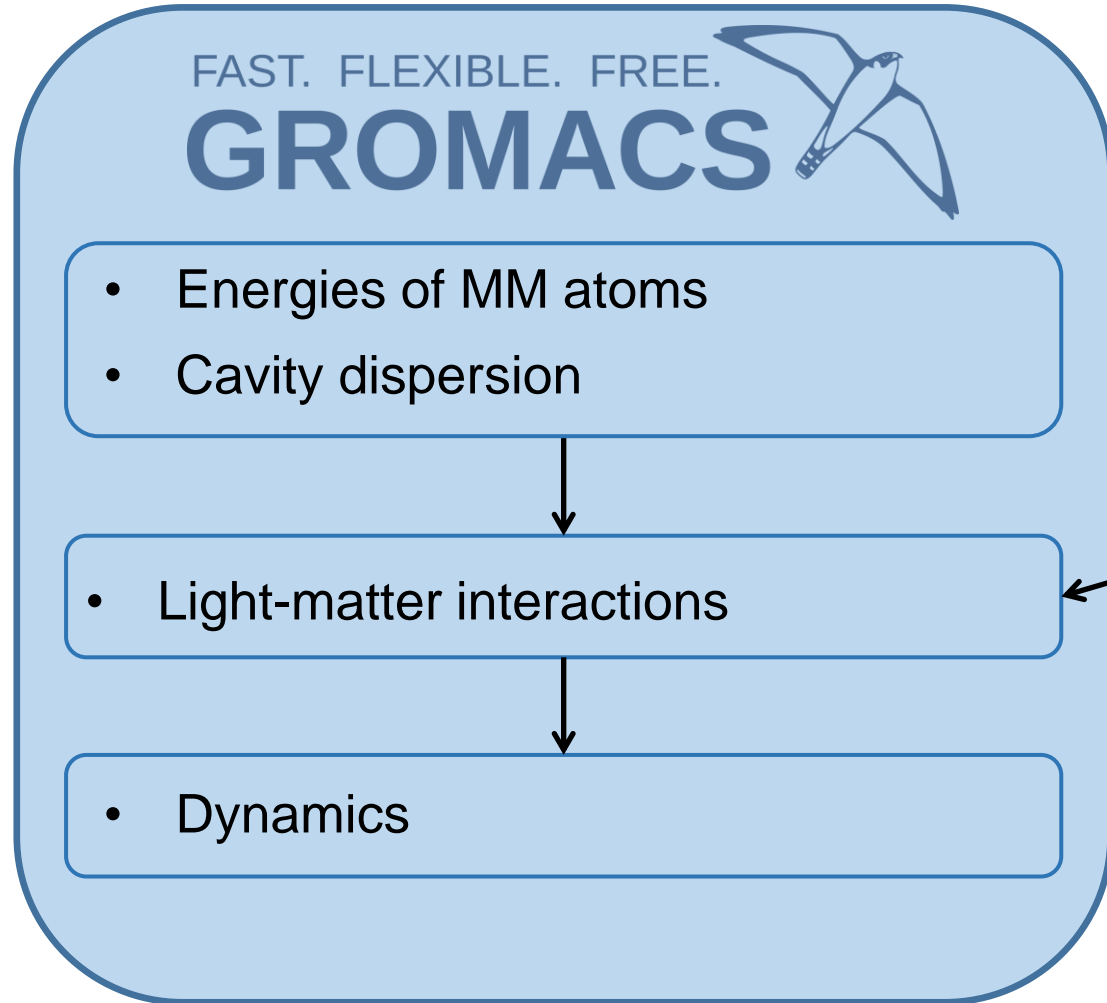 FAST. FLEXIBLE. FREE.
GROMACS
• Energies of MM atoms
• Cavity dispersion
• Light-matter interactions
• Dynamics